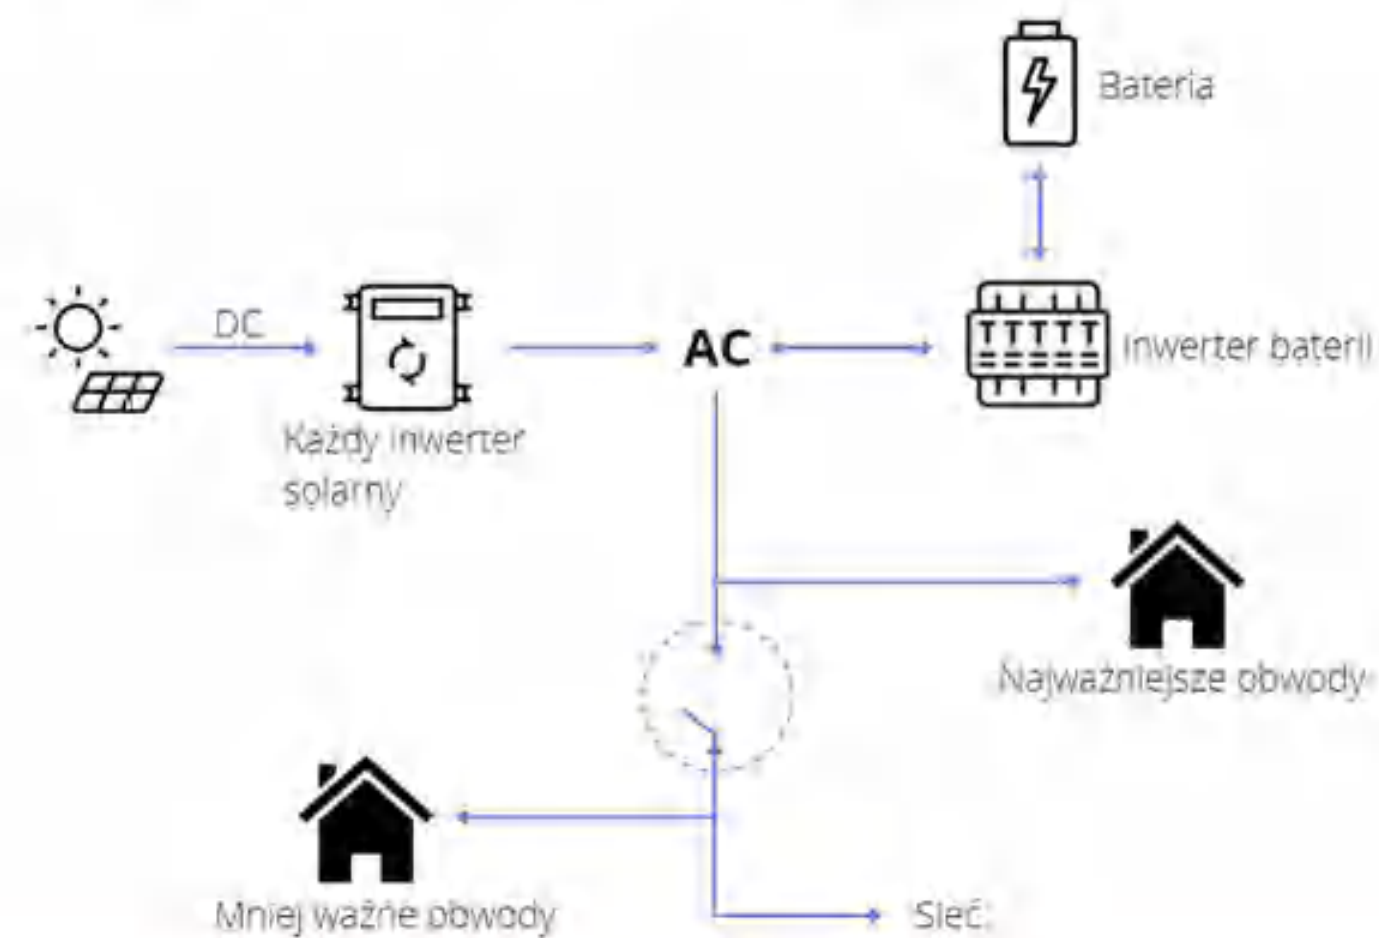 Bateria
DC
AC
Inwerter baterii
Każdy inwerter
solarny
Najważniejsze obwody
Mniej ważne obwody
Sieć